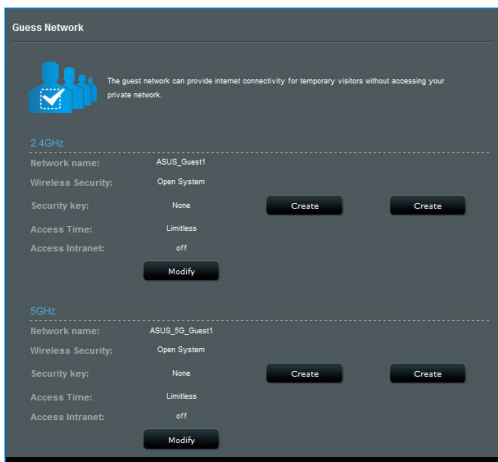 Guess Network
The guest network can provide internet connectivity for temporary visitors without accessing your
private network.
2.4GHz
Network name: ASUS_Guest1
Wireless Security: Open System
Security key: None Create Create
Access Time: Limitless
Access Intranet: off
Modify
5GHz
Network name: ASUS_5G_Guest1
Wireless Security: Open System
Security key: None Create Create
Access Time: Limitless
Access Intranet: off
Modify